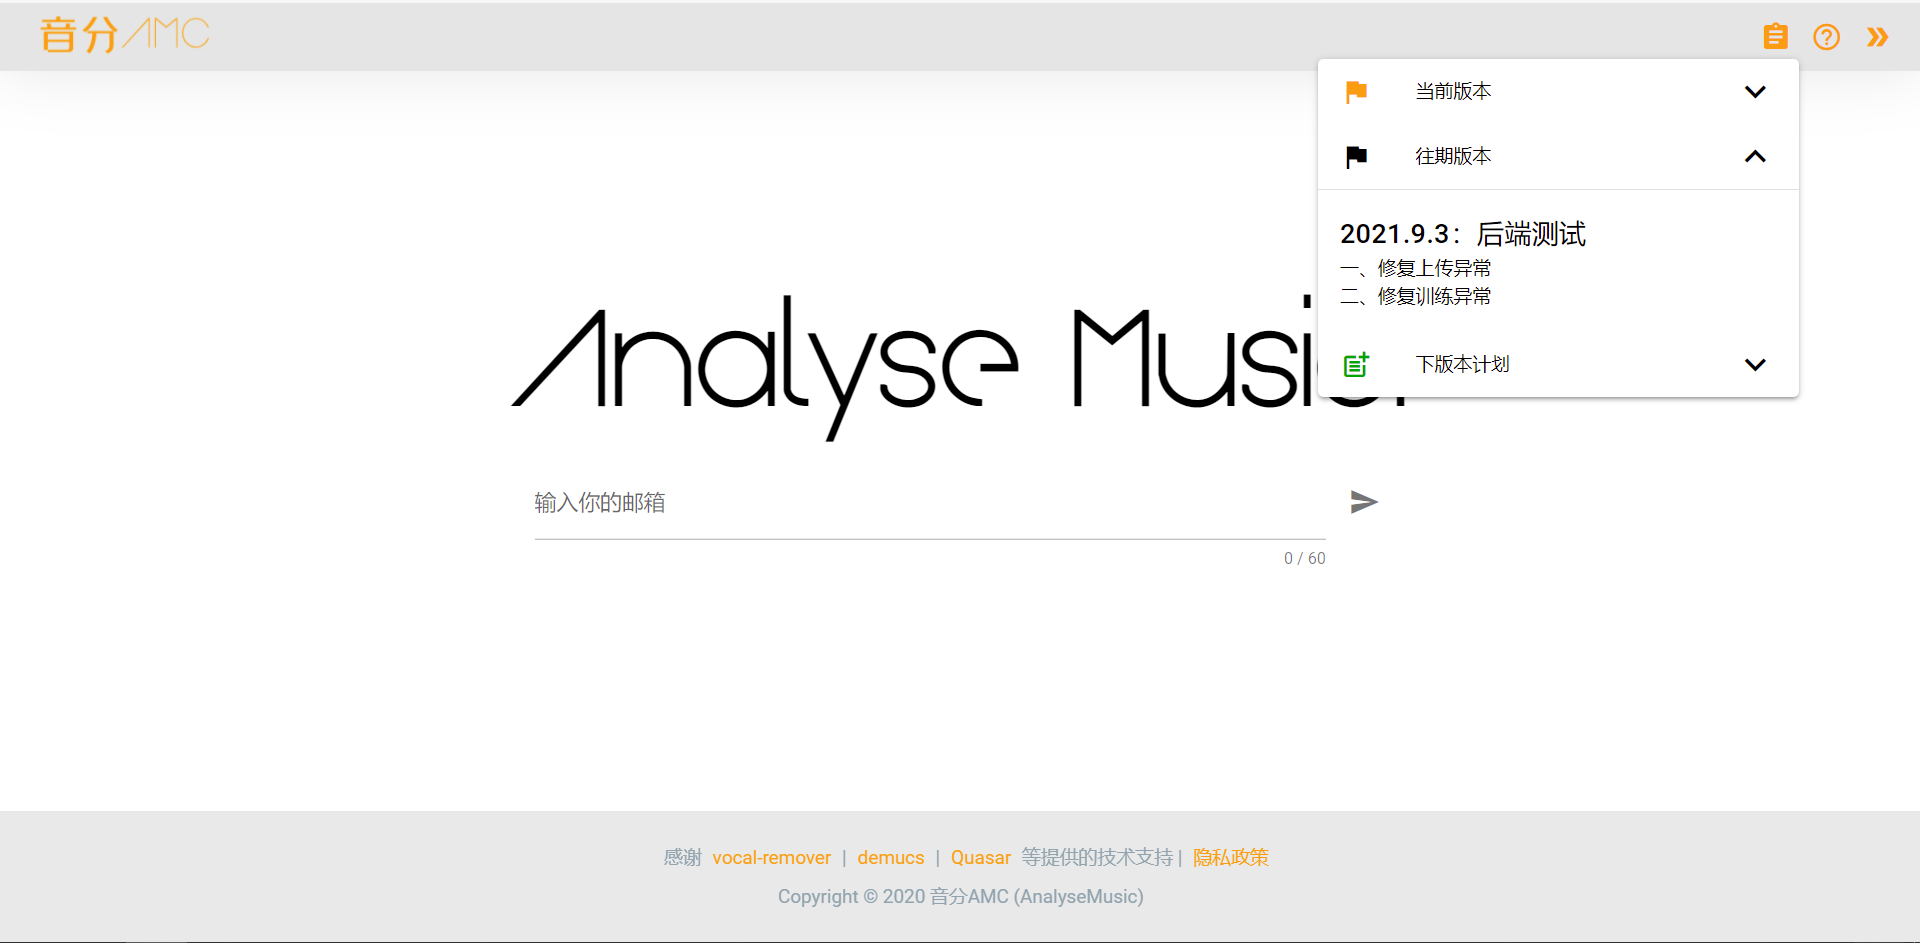 音分AMC
当前版本
往期版本
2021.9.3：后端测试
一、修复上传异常
二、修复训练异常
下版本计划
Analyse Music
输入你的邮箱
0 / 60
感谢 vocal-remover | demucs | Quasar 等提供的技术支持 | 隐私政策
Copyright © 2020 音分AMC (AnalyseMusic)